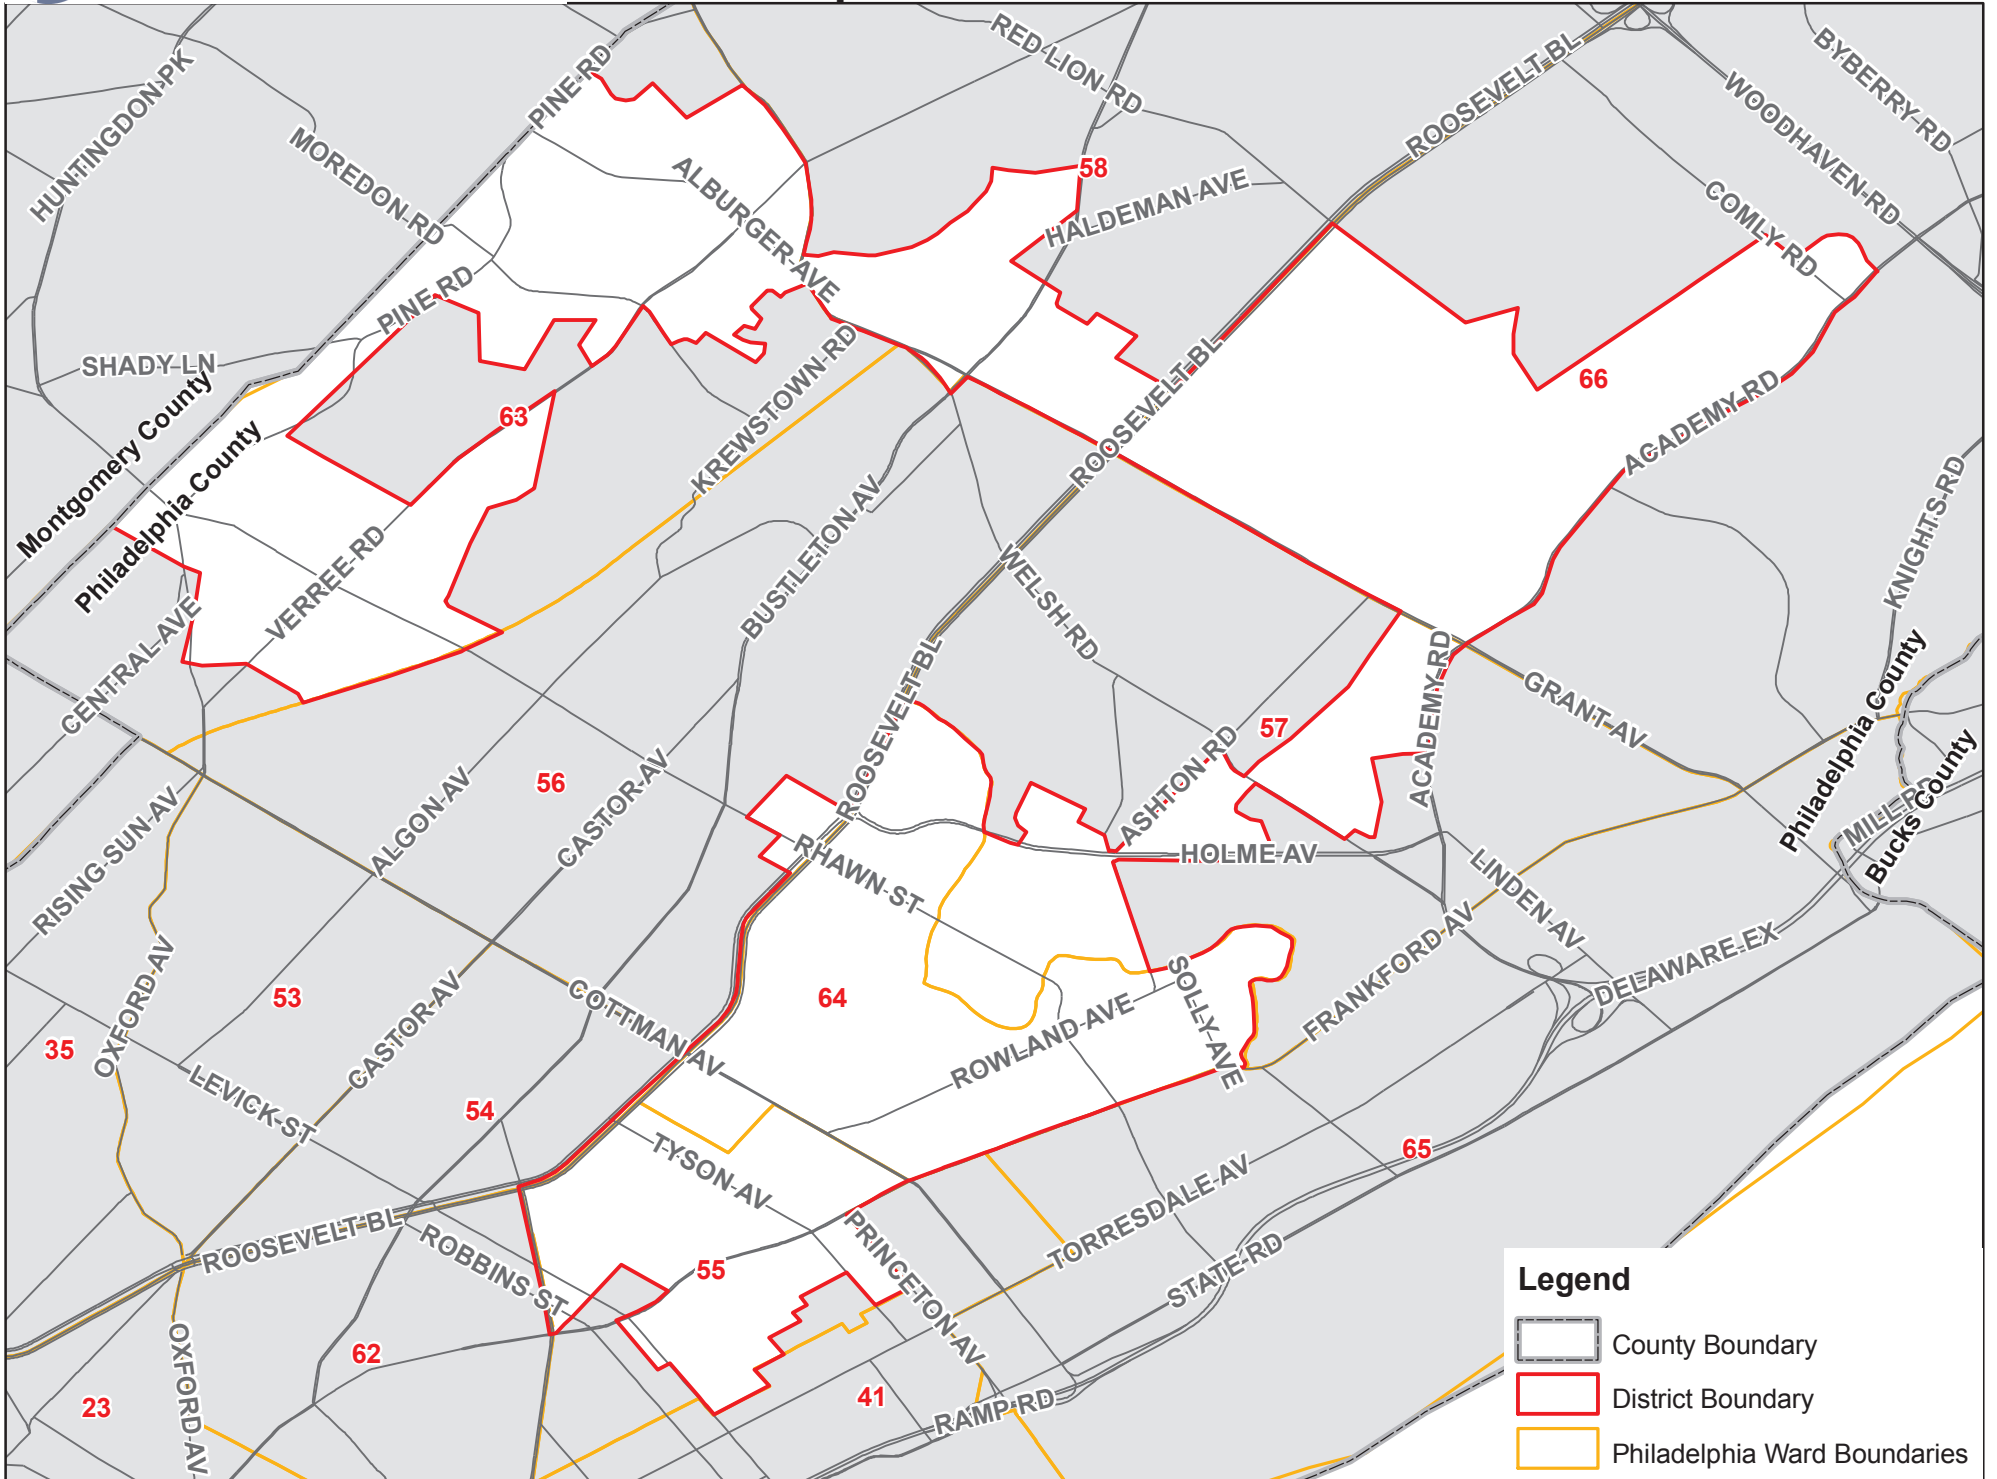 RED LION RD
ROOSEVELT BL
BYBERRY RD
HUNTINGDON PK
PINE RD
WOODHAVEN RD
MOREDON RD
ALBURGER AVE
58
HALDEMAN AVE
COMLY RD
PINE RD
SHADY LN
KREWSTOWN RD
ROOSEVELT BL
66
ACADEMY RD
63
Montgomery County
Philadelphia County
BUSTLETON AV
KNIGHTS RD
VERREE RD
WELSH RD
CENTRAL AVE
ROOSEVELT BL
ACADEMY RD
GRANT AV
Philadelphia County
57
ASHTON RD
56
CASTOR AV
ALGON AV
RISING SUN AV
MILL RD
Bucks County
HOLME AV
RHAWN ST
LINDEN AV
FRANKFORD AV
DELAWARE EX
OXFORD AV
53
CASTOR AV
COTTMAN AV
64
SOLLY AVE
ROWLAND AVE
35
LEVICK ST
54
TYSON AV
65
TORRESDALE AV
ROOSEVELT BL
ROBBINS ST
55
PRINCETON AV
STATE RD
OXFORD AV
62
23
41
RAMP RD
Legend
County Boundary
District Boundary
Philadelphia Ward Boundaries